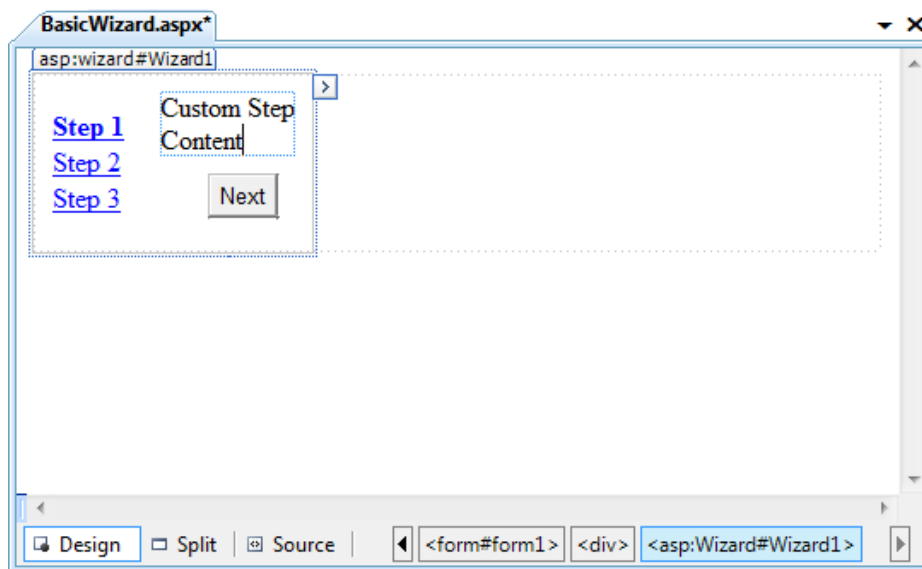 BasicWizard.aspx*
asp:wizard#Wizard1
Custom Step
Content
Step 1
Step 2
Step 3
Next
Design Split Source <form#form1> <div> <asp:Wizard#Wizard1>